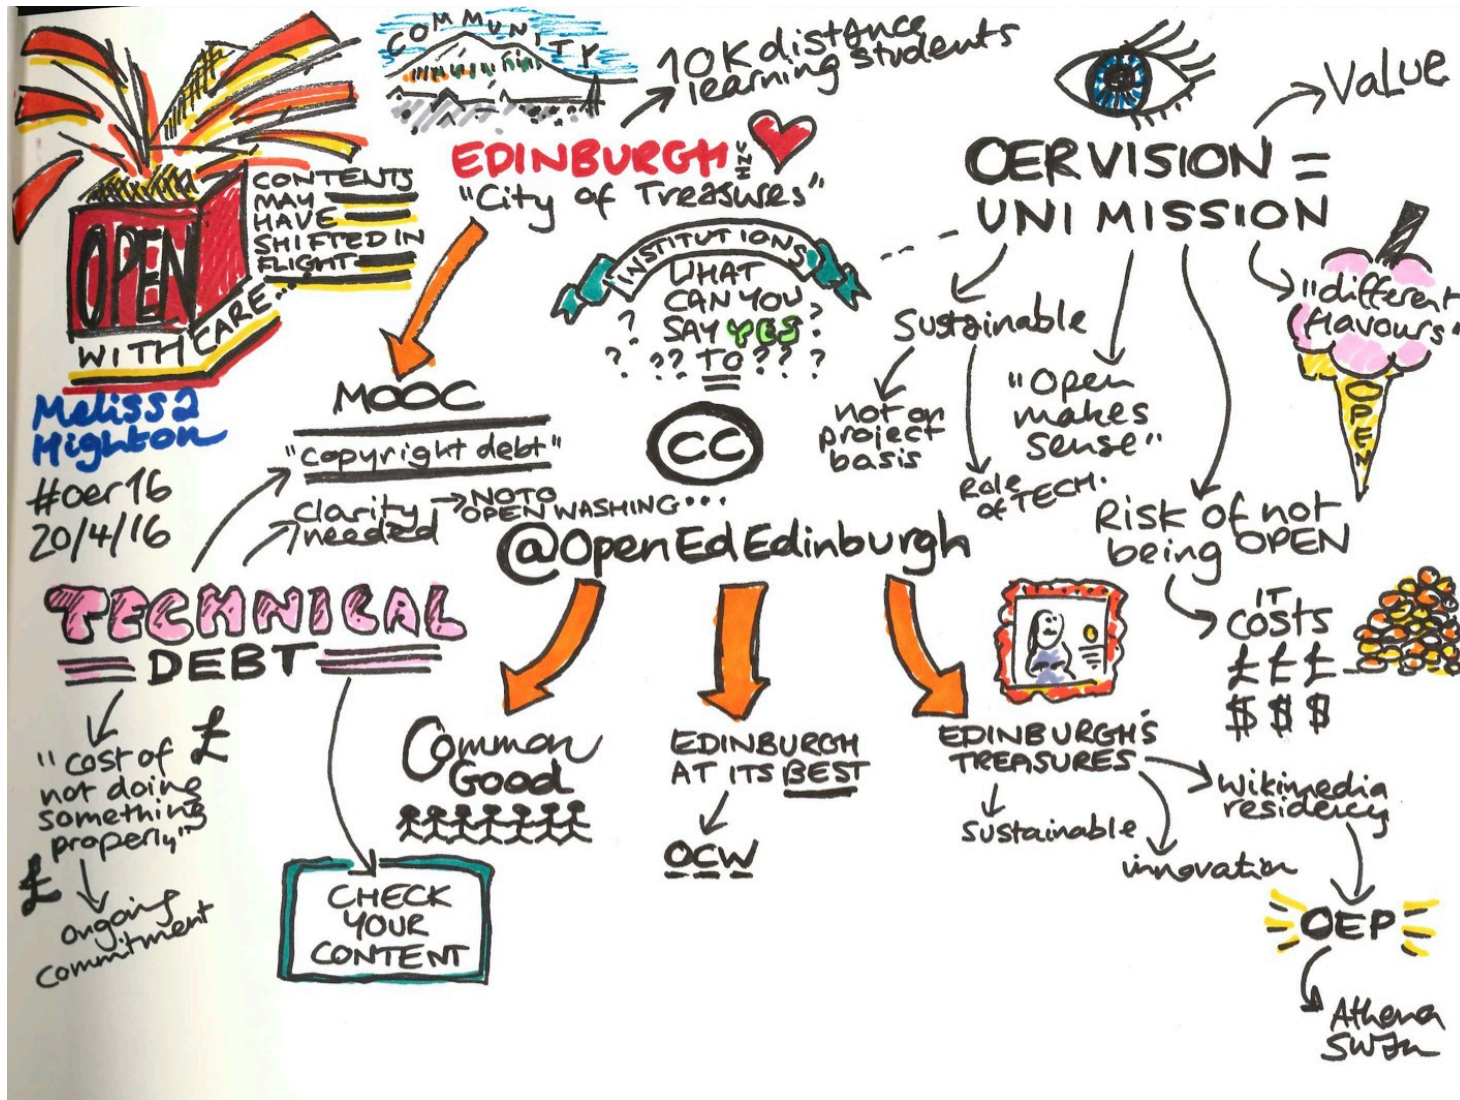 COMMUNITY
10K distance
learning students
EDINBURGH UNI
"City of Treasures"
OPEN
WITH CARE...
CONTENTS
MAY
HAVE
SHIFTED IN
FLIGHT
Melissa
Highton
#oer16
20/4/16
INSTITUTIONS
WHAT
CAN YOU
SAY YES
TO
? ? ?? ?? ? ?
CC
OER VISION =
UNI MISSION
Value
Sustainable
not on
project
basis
Role
of TECH.
"Open
makes
sense"
"different
flavours"
OPEN
Risk of not
being OPEN
IT
COSTS
£££
$$$
MOOC
"copyright debt"
clarity
needed
NO TO
OPEN WASHING...
@OpenEdEdinburgh
TECHNICAL
DEBT
£
"cost of
not doing
something
properly"
£
ongoing
commitment
CHECK
YOUR
CONTENT
Common
Good
EDINBURGH
AT ITS BEST
OCW
EDINBURGH'S
TREASURES
Sustainable
innovation
Wikimedia
residency
OEP
Athena
SWAN